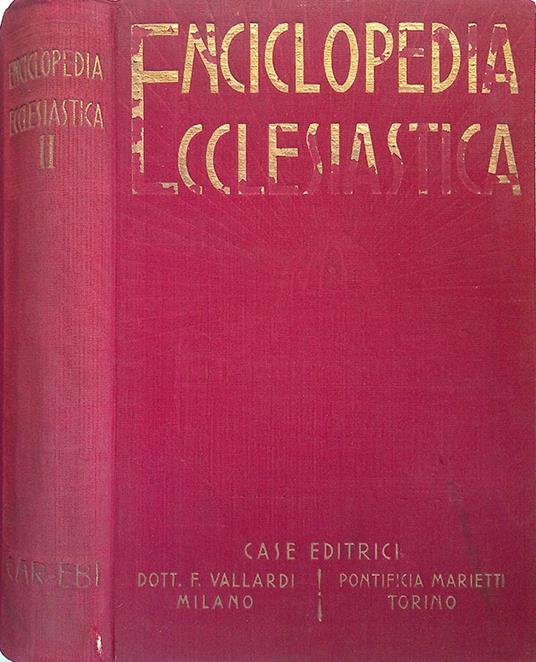 ENCICLOPEDIA
ECCLESIASTICA
II
CAR-EBI
ENCICLOPEDIA
ECCLESIASTICA
CASE EDITRICI
DOTT. F. VALLARDI
MILANO
PONTIFICIA MARIETTI
TORINO